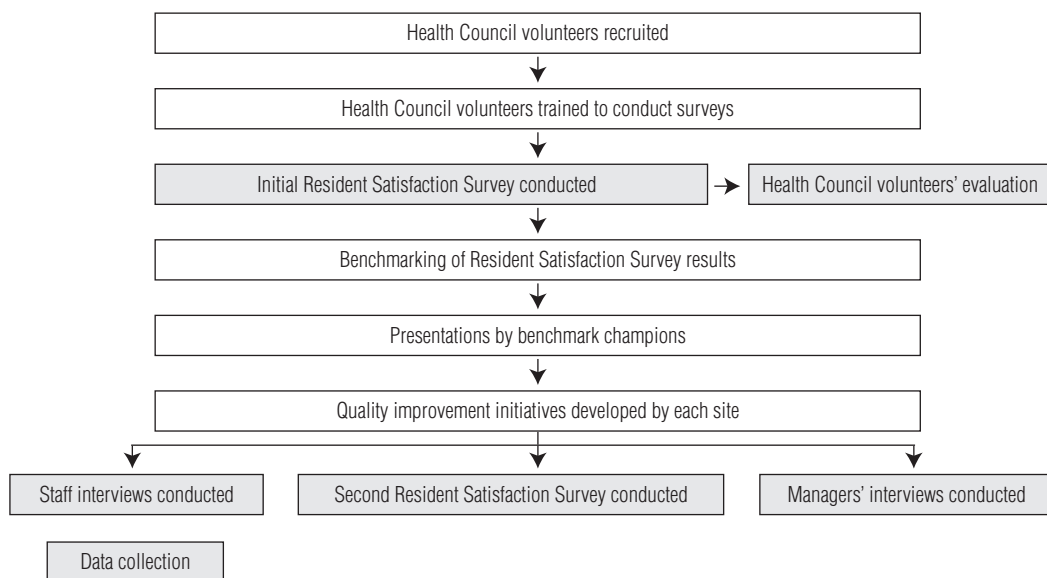 Health Council volunteers recruited
Health Council volunteers trained to conduct surveys
Initial Resident Satisfaction Survey conducted
Health Council volunteers’ evaluation
Benchmarking of Resident Satisfaction Survey results
Presentations by benchmark champions
Quality improvement initiatives developed by each site
Staff interviews conducted
Second Resident Satisfaction Survey conducted
Managers’ interviews conducted
Data collection